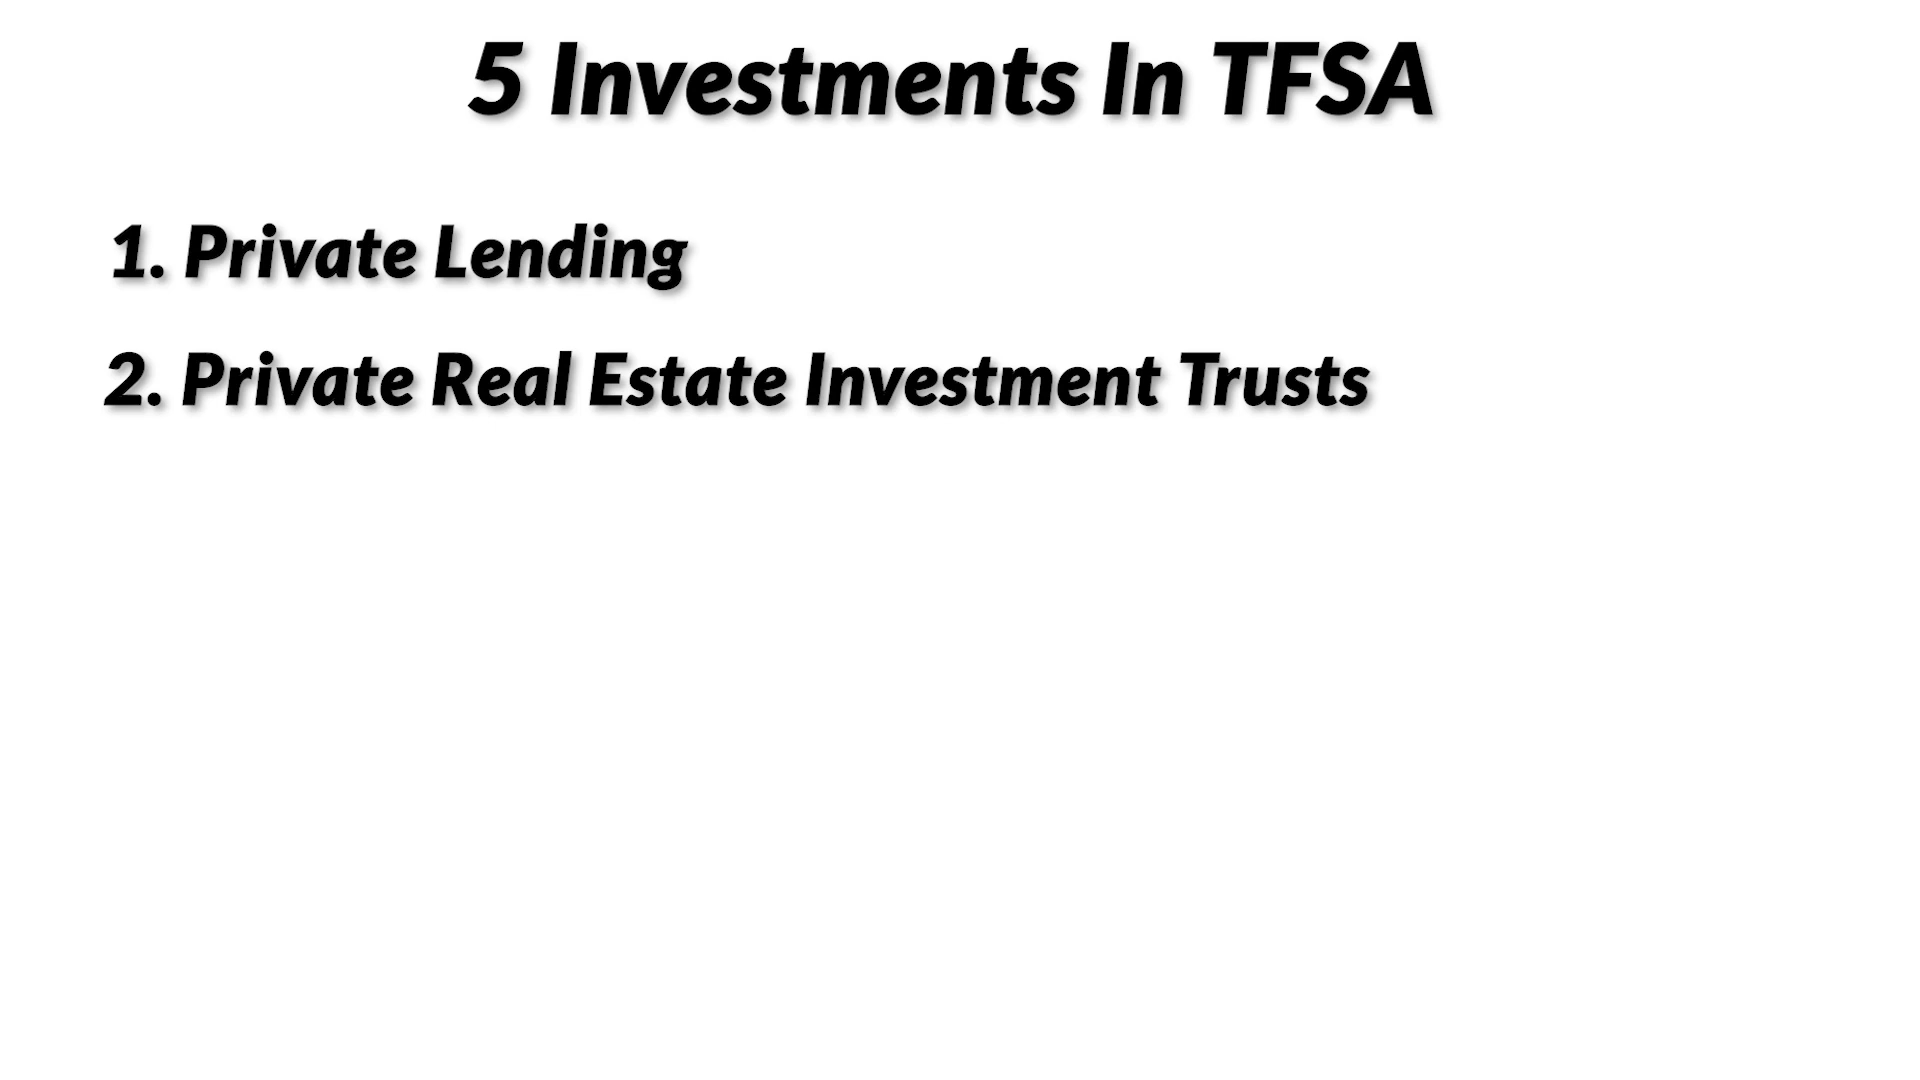 5 Investments In TFSA
1. Private Lending
2. Private Real Estate Investment Trusts